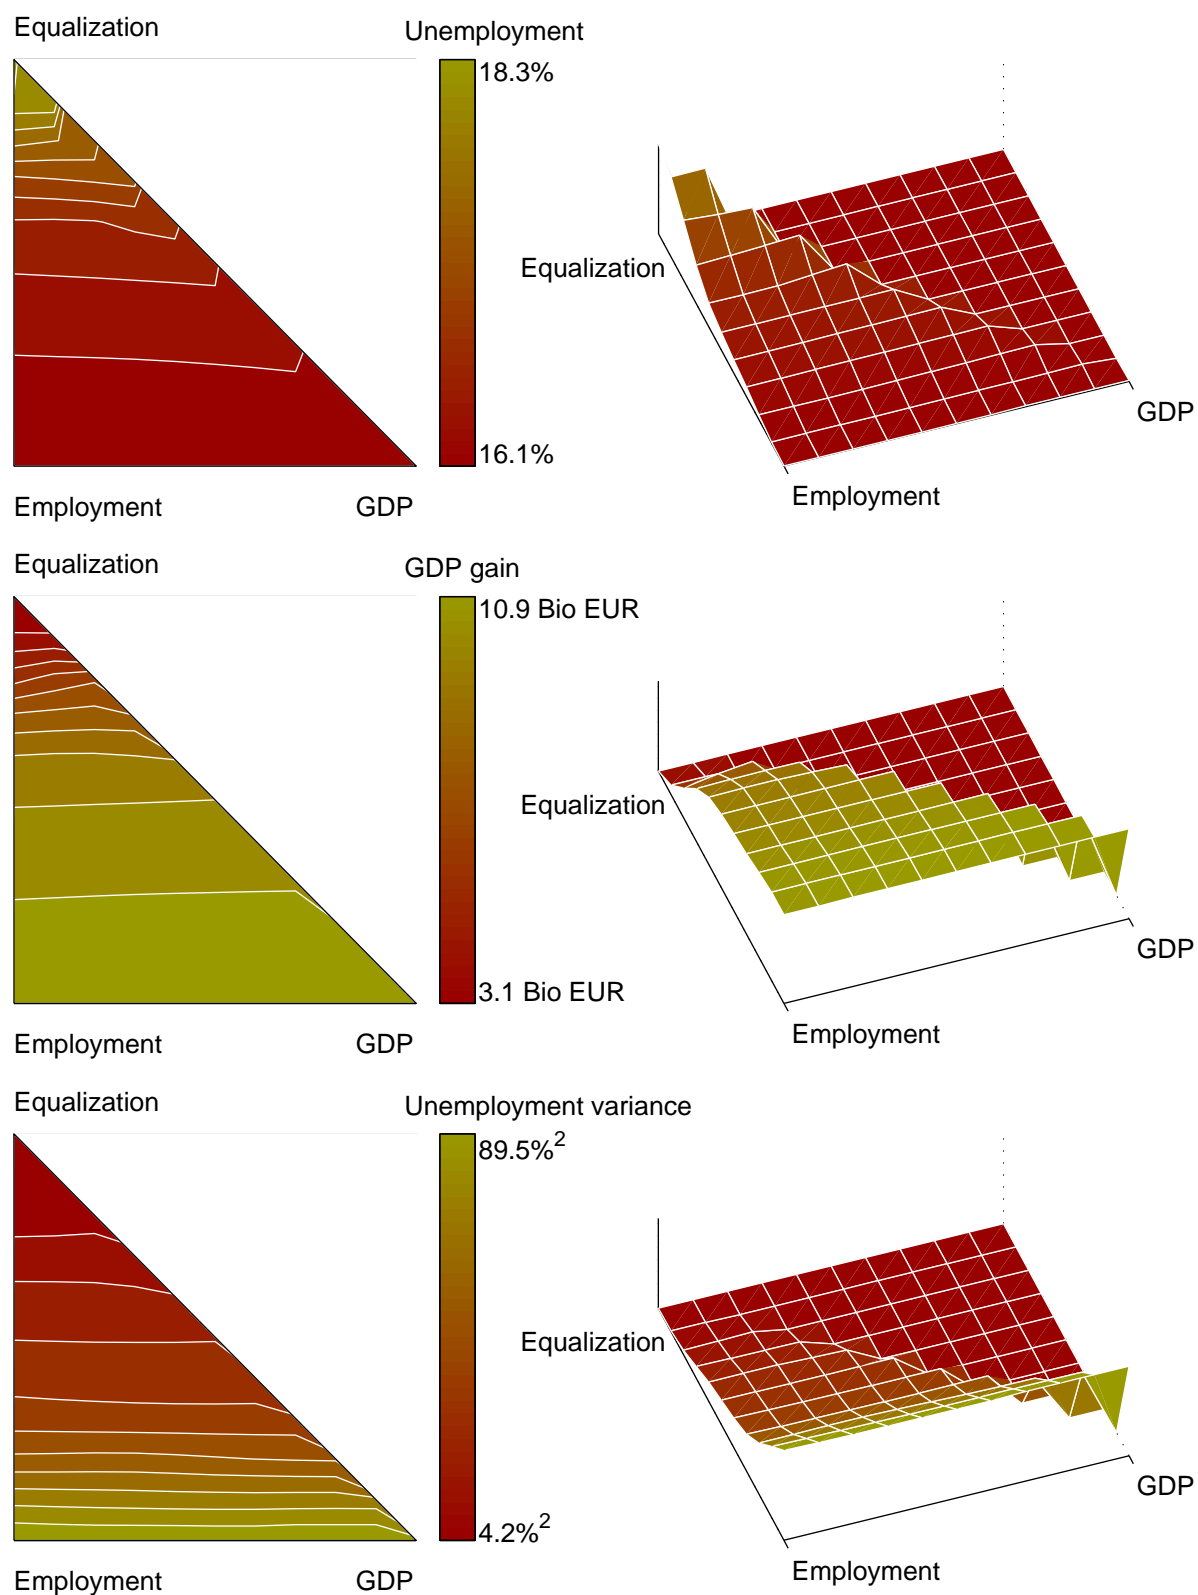 Equalization
Unemployment
18.3%
16.1%
Employment
GDP
Equalization
GDP
Employment
Equalization
GDP gain
10.9 Bio EUR
3.1 Bio EUR
Employment
GDP
Equalization
GDP
Employment
Equalization
Unemployment variance
89.5%²
4.2%²
Employment
GDP
Equalization
GDP
Employment